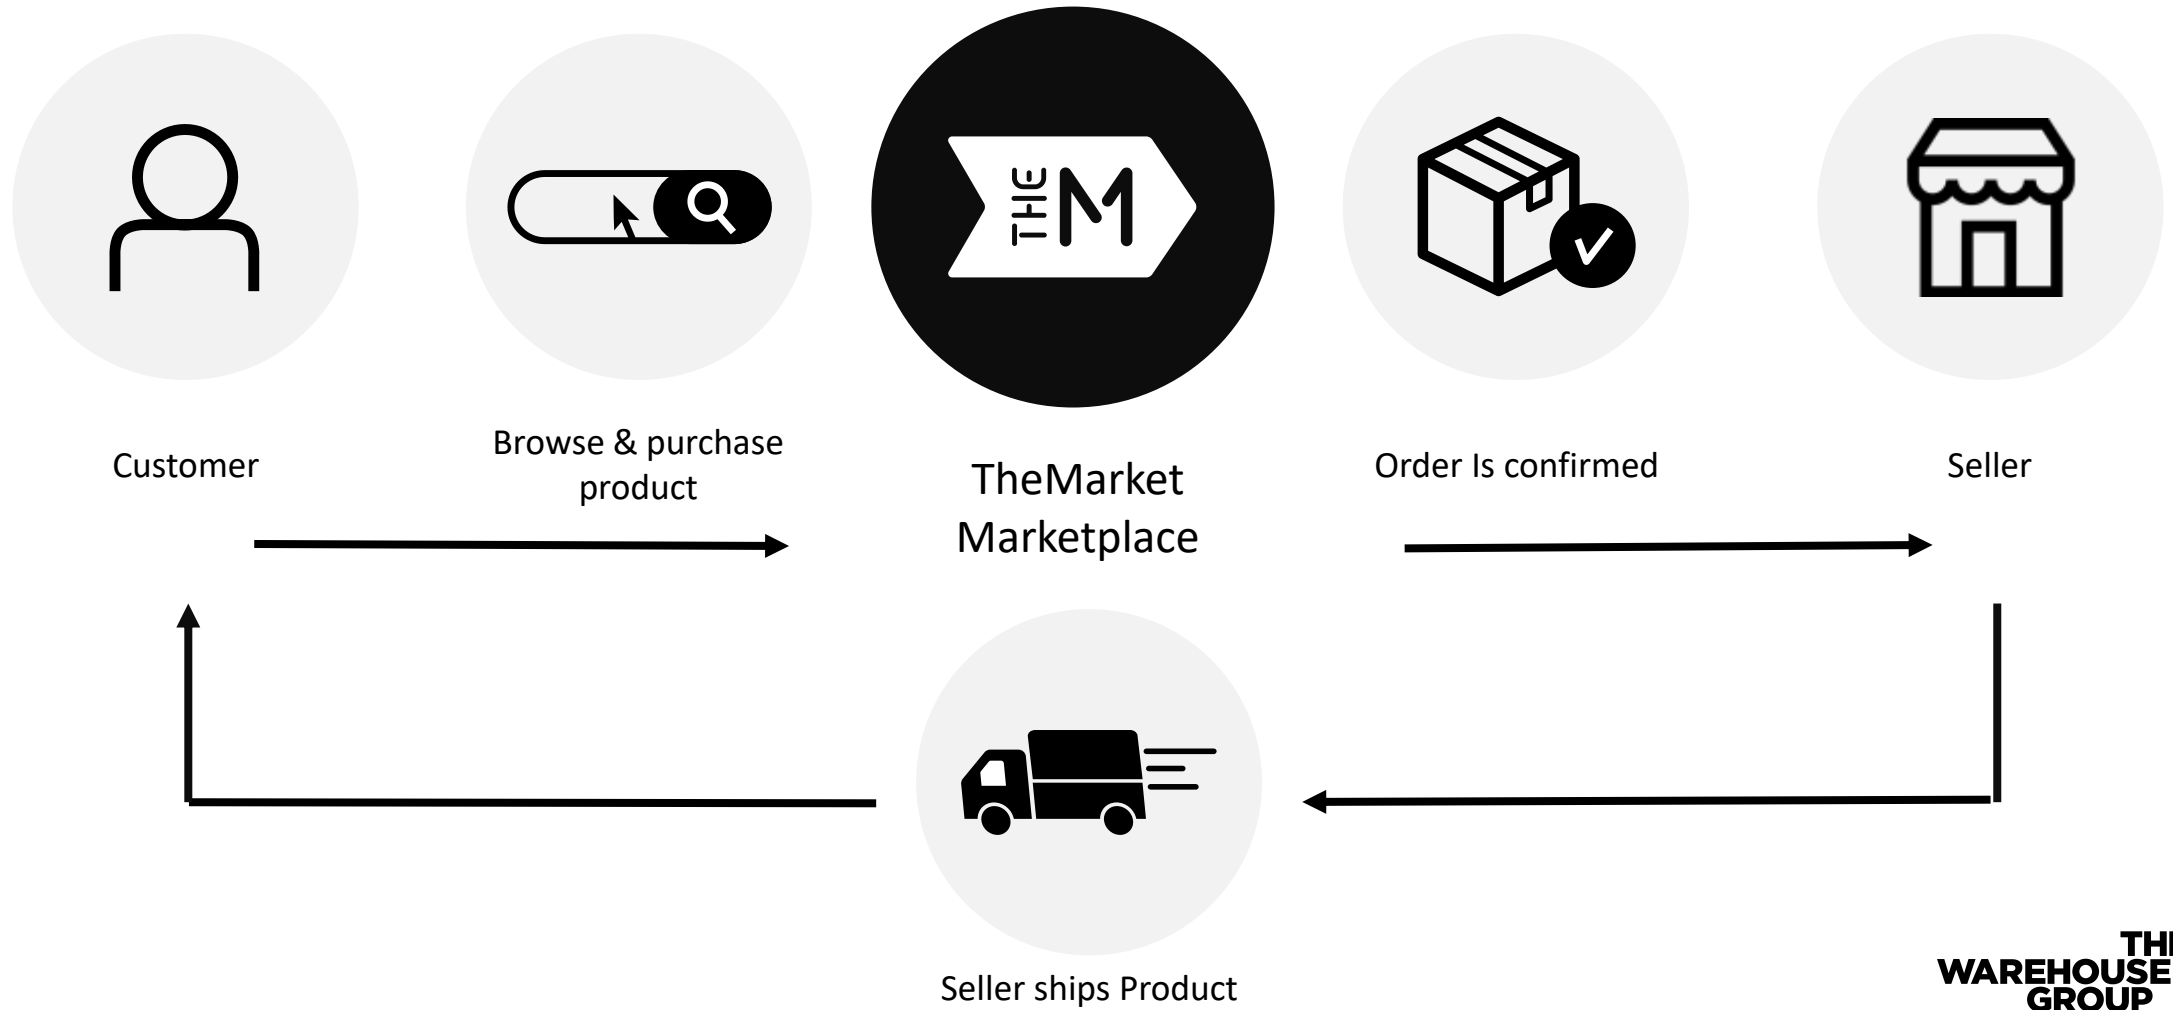 THE M
Customer
Browse & purchase
product
TheMarket
Marketplace
Order Is confirmed
Seller
Seller ships Product
THE
WAREHOUSE
GROUP